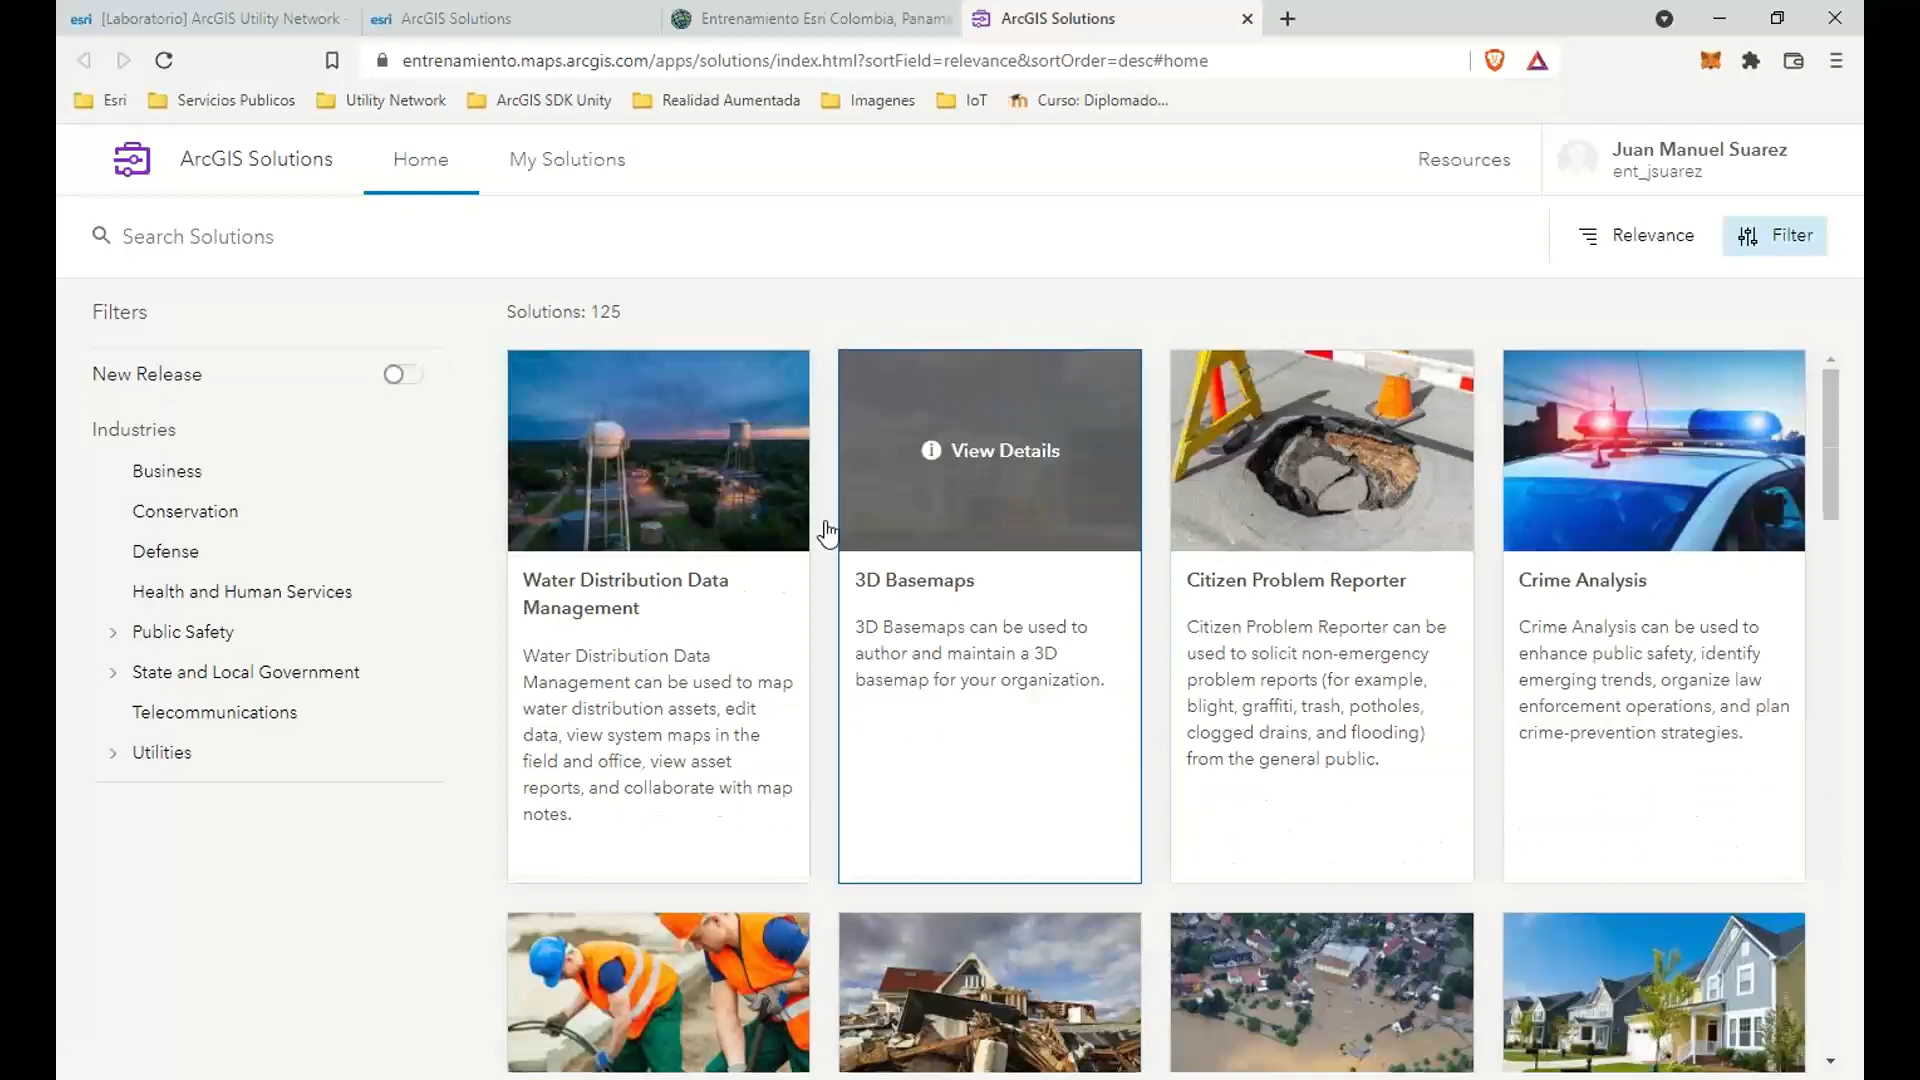 esri [Laboratorio] ArcGIS Utility Network -
esri ArcGIS Solutions
Entrenamiento Esri Colombia, Panama
ArcGIS Solutions
entrenamiento.maps.arcgis.com/apps/solutions/index.html?sortField=relevance&sortOrder=desc#home
Esri
Servicios Publicos
Utility Network
ArcGIS SDK Unity
Realidad Aumentada
Imagenes
IoT
Curso: Diplomado...
ArcGIS Solutions
Home
My Solutions
Resources
Juan Manuel Suarez
ent_jsuarez
Search Solutions
Relevance
Filter
Filters
New Release
Industries
Business
Conservation
Defense
Health and Human Services
Public Safety
State and Local Government
Telecommunications
Utilities
Solutions: 125
Water Distribution Data
Management
Water Distribution Data
Management can be used to map
water distribution assets, edit
data, view system maps in the
field and office, view asset
reports, and collaborate with map
notes.
View Details
3D Basemaps
3D Basemaps can be used to
author and maintain a 3D
basemap for your organization.
Citizen Problem Reporter
Citizen Problem Reporter can be
used to solicit non-emergency
problem reports (for example,
blight, graffiti, trash, potholes,
clogged drains, and flooding)
from the general public.
Crime Analysis
Crime Analysis can be used to
enhance public safety, identify
emerging trends, organize law
enforcement operations, and plan
crime-prevention strategies.